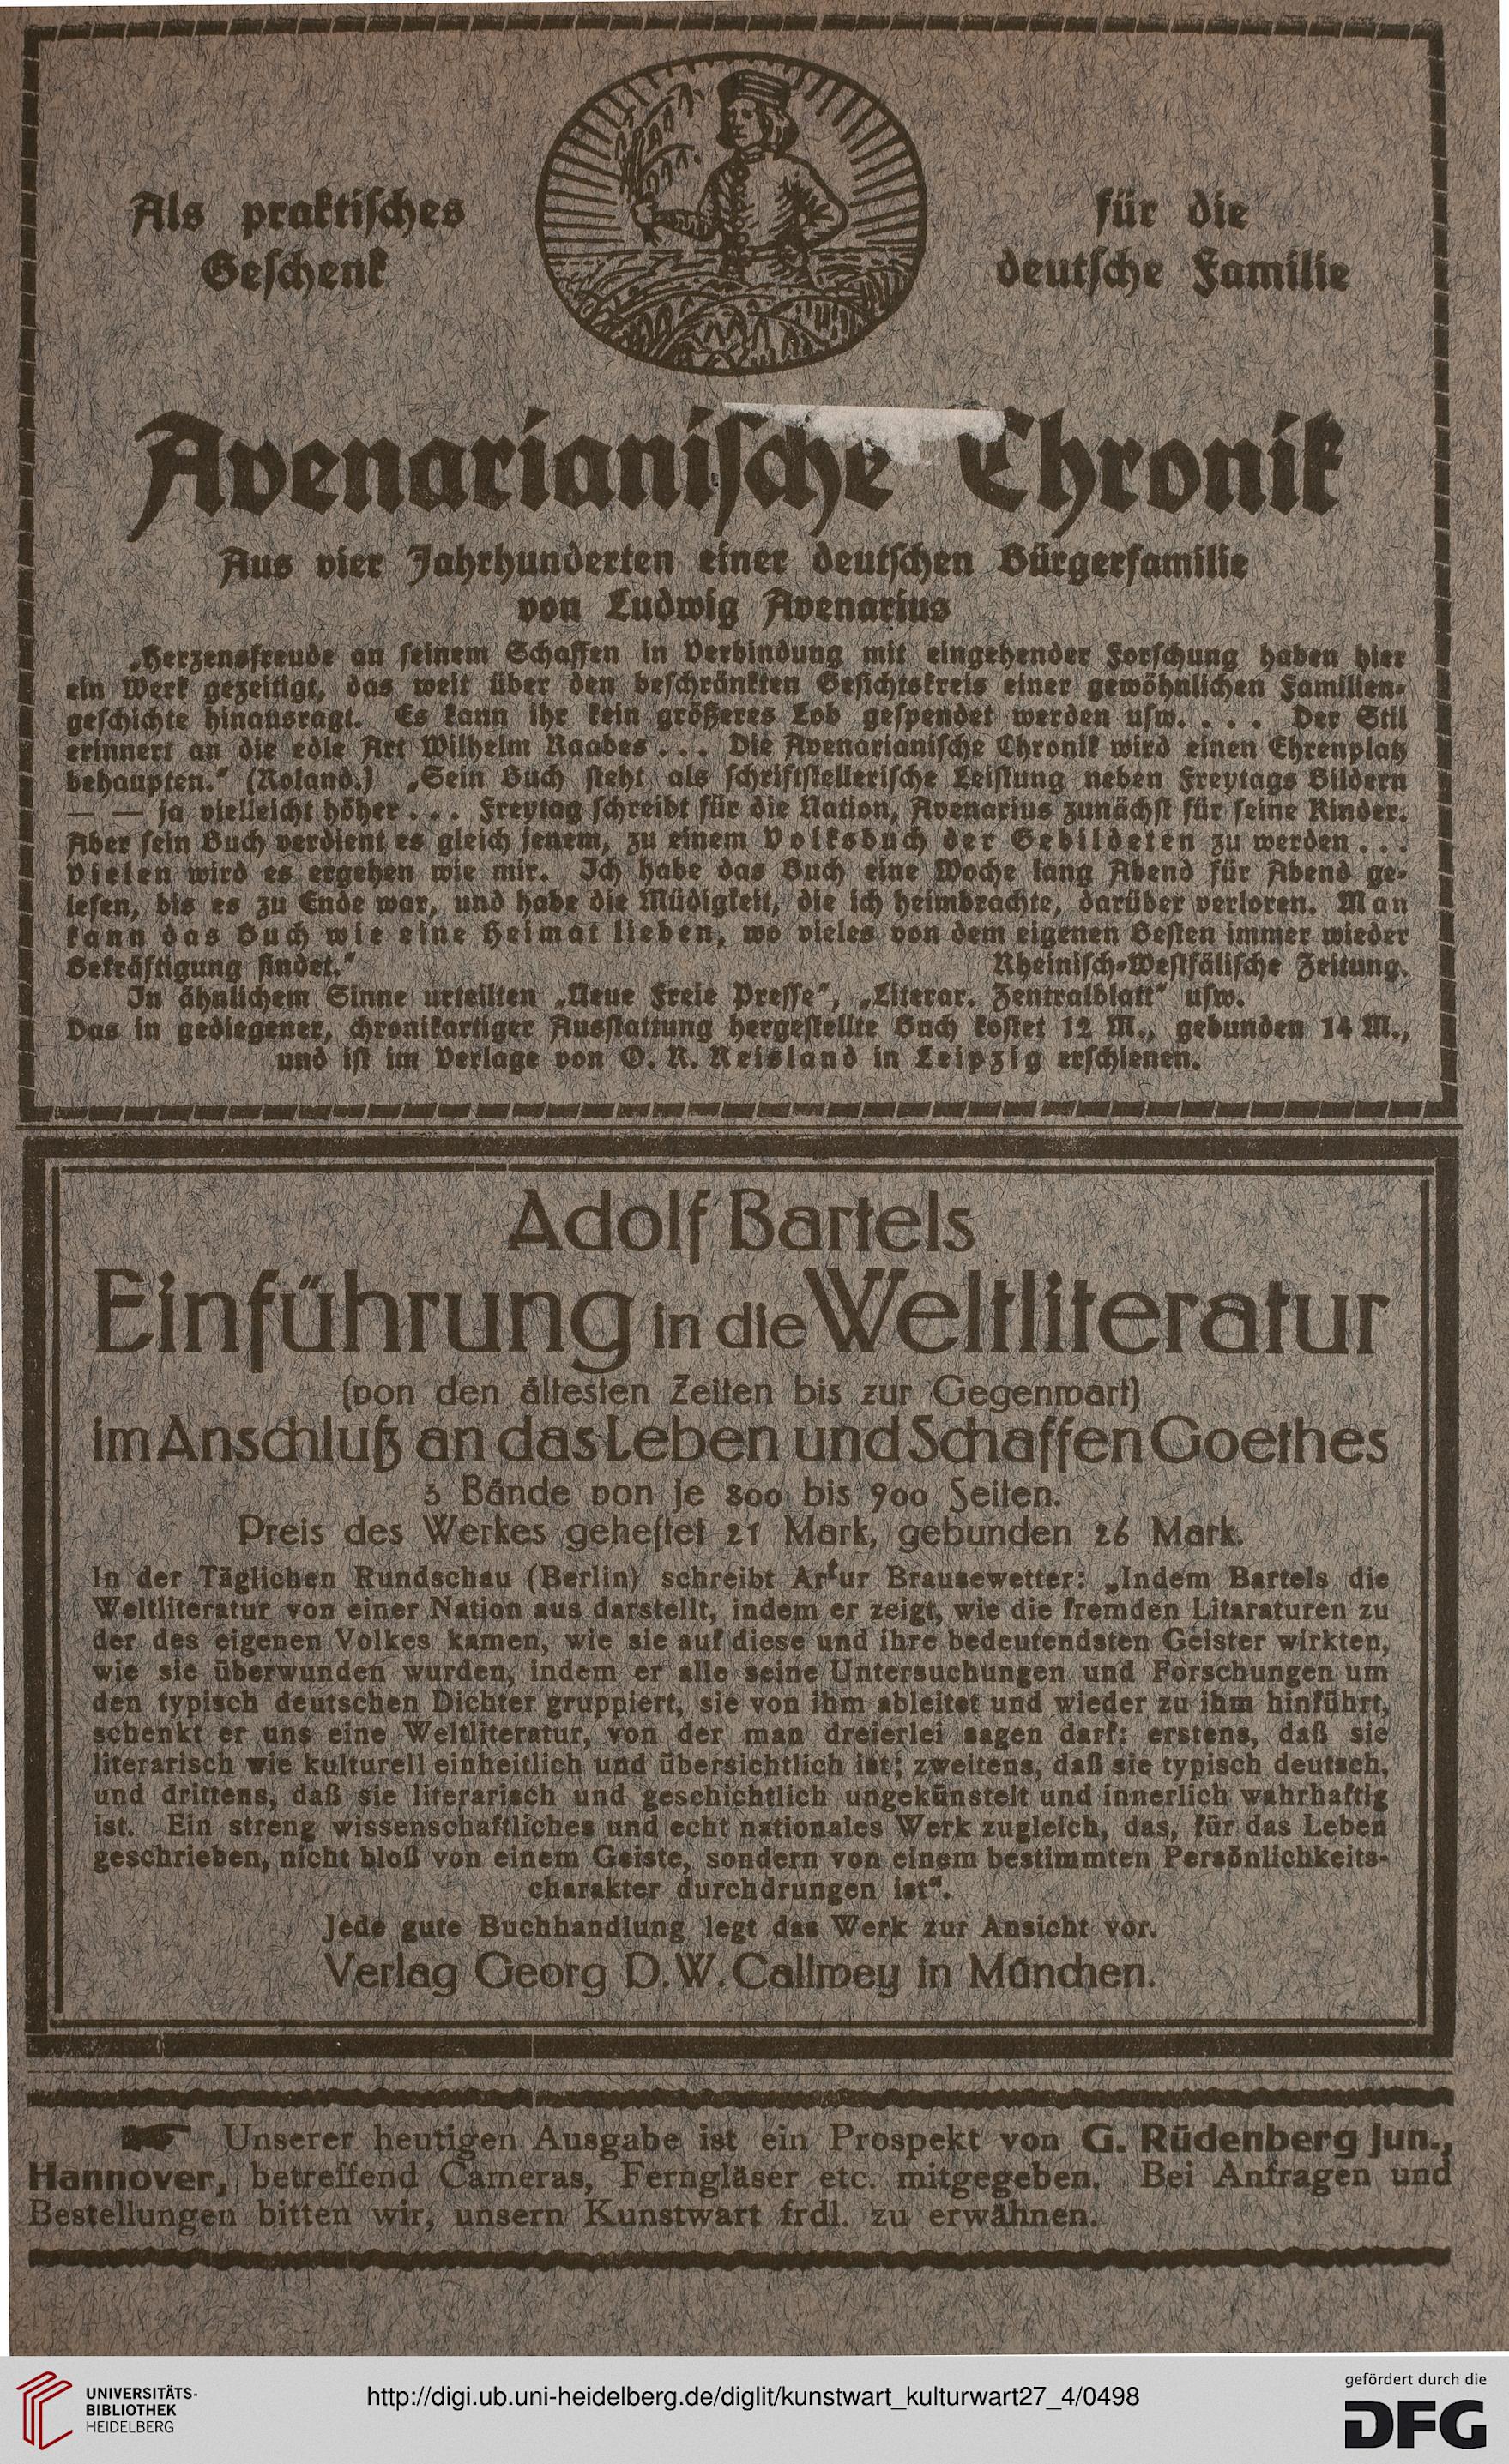 Als praktisches
Geschenk
für die
deutsche Familie
Avenarianische Chronik
Aus vier Jahrhunderten einer deutschen Bürgerfamilie
von Ludwig Avenarius
„Herzensfreude an seinem Schaffen in Verbindung mit eingehender Forschung haben hier
ein Werk gezeitigt, das weit über den beschränkten Gesichtskreis einer gewöhnlichen Familien-
geschichte hinausragt. Es kann ihr kein größeres Lob gespendet werden usw. . . . Der Stil
erinnert an die edle Art Wilhelm Raabes . . . Die Avenarianische Chronik wird einen Ehrenplatz
behaupten.“ (Roland.) „Sein Buch steht als schriftstellerische Leistung neben Freytags Bildern
— — ja vielleicht höher . . . Freytag schreibt für die Nation, Avenarius zunächst für seine Kinder.
Aber sein Buch verdient es gleich jenem, zu einem Volksbuch der Gebildeten zu werden . . .
Vielen wird es ergehen wie mir. Ich habe das Buch eine Woche lang Abend für Abend ge-
lesen, bis es zu Ende war, und habe die Müdigkeit, die ich heimbrachte, darüber verloren. Man
kann das Buch wie eine Heimat lieben, wo vieles von dem eigenen Besten immer wieder
Bekräftigung findet.“ Rheinisch-Westfälische Zeitung.
In ähnlichem Sinne urteilten „Neue Freie Presse“, „Literar. Zentralblatt“ usw.
Das in gediegener, chronikartiger Ausstattung hergestellte Buch kostet 12 M., gebunden 14 M.,
und ist im Verlage von O. R. Reisland in Leipzig erschienen.
Adolf Bartels
Einführung in die Weltliteratur
(von den ältesten Zeiten bis zur Gegenwart)
im Anschluß an das Leben und Schaffen Goethes
3 Bände von je 800 bis 900 Seiten.
Preis des Werkes geheftet 21 Mark, gebunden 26 Mark.
In der Täglichen Rundschau (Berlin) schreibt Artur Brausewetter: „Indem Bartels die
Weltliteratur von einer Nation aus darstellt, indem er zeigt, wie die fremden Litaraturen zu
der des eigenen Volkes kamen, wie sie auf diese und ihre bedeutendsten Geister wirkten,
wie sie überwunden wurden, indem er alle seine Untersuchungen und Forschungen um
den typisch deutschen Dichter gruppiert, sie von ihm ableitet und wieder zu ihm hinführt,
schenkt er uns eine Weltliteratur, von der man dreierlei sagen darf: erstens, daß sie
literarisch wie kulturell einheitlich und übersichtlich ist; zweitens, daß sie typisch deutsch,
und drittens, daß sie literarisch und geschichtlich ungekünstelt und innerlich wahrhaftig
ist. Ein streng wissenschaftliches und echt nationales Werk zugleich, das, für das Leben
geschrieben, nicht bloß von einem Geiste, sondern von einem bestimmten Persönlichkeits-
charakter durchdrungen ist“.
Jede gute Buchhandlung legt das Werk zur Ansicht vor.
Verlag Georg D. W. Callwey in München.
☛ Unserer heutigen Ausgabe ist ein Prospekt von G. Rüdenberg jun.,
Hannover, betreffend Cameras, Ferngläser etc. mitgegeben. Bei Anfragen und
Bestellungen bitten wir, unsern Kunstwart frdl. zu erwähnen.
UNIVERSITÄTS-
BIBLIOTHEK
HEIDELBERG
http://digi.ub.uni-heidelberg.de/diglit/kunstwart_kulturwart27_4/0498
gefördert durch die
DFG